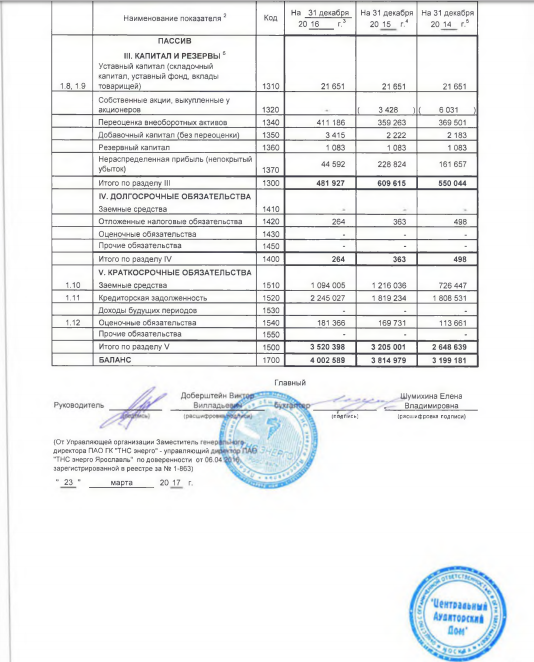 Наименование показателя 2 Код На 31 декабря 20 16 г.3 На 31 декабря 20 15 г.4 На 31 декабря 20 14 г.5
ПАССИВ
III. КАПИТАЛ И РЕЗЕРВЫ 6
Уставный капитал (складочный
капитал, уставный фонд, вклады
1.8, 1.9 товарищей) 1310 21 651 21 651 21 651
Собственные акции, выкупленные у
акционеров 1320 - ( 3 428 ) ( 6 031 )
Переоценка внеоборотных активов 1340 411 186 359 263 369 501
Добавочный капитал (без переоценки) 1350 3 415 2 222 2 183
Резервный капитал 1360 1 083 1 083 1 083
Нераспределенная прибыль (непокрытый
убыток) 1370 44 592 228 824 161 657
Итого по разделу III 1300 481 927 609 615 550 044
IV. ДОЛГОСРОЧНЫЕ ОБЯЗАТЕЛЬСТВА
Заемные средства 1410 - - -
Отложенные налоговые обязательства 1420 264 363 498
Оценочные обязательства 1430 - - -
Прочие обязательства 1450 - - -
Итого по разделу IV 1400 264 363 498
V. КРАТКОСРОЧНЫЕ ОБЯЗАТЕЛЬСТВА
1.10 Заемные средства 1510 1 094 005 1 216 036 726 447
1.11 Кредиторская задолженность 1520 2 245 027 1 819 234 1 808 531
Доходы будущих периодов 1530 - - -
1.12 Оценочные обязательства 1540 181 366 169 731 113 661
Прочие обязательства 1550 - - -
Итого по разделу V 1500 3 520 398 3 205 001 2 648 639
БАЛАНС 1700 4 002 589 3 814 979 3 199 181
Главный
Доберштейн Виктор Шумихина Елена
Руководитель Вилладьевич бухгалтер Владимировна
(подпись) (расшифровка подписи) (подпись) (расшифровка подписи)
(От Управляющей организации Заместитель генерального
директора ПАО ГК "ТНС энерго" - управляющий директор ПАО
"ТНС энерго Ярославль" по доверенности от 06.04
зарегистрированной в реестре за № 1-863)
" 23 " марта 20 17 г.
"Центральный
Аудиторский
Дом"
МОСКВА